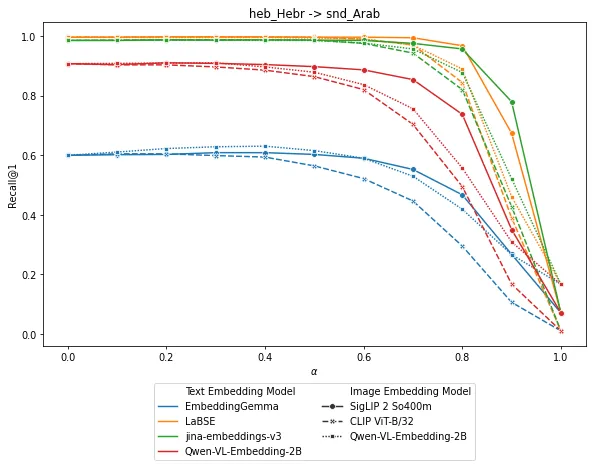 heb_Hebr -> snd_Arab
Recall@1
1.0
0.8
0.6
0.4
0.2
0.0
0.0 0.2 0.4 0.6 0.8 1.0
α
Text Embedding Model
EmbeddingGemma
LaBSE
jina-embeddings-v3
Qwen-VL-Embedding-2B
Image Embedding Model
SigLIP 2 So400m
CLIP ViT-B/32
Qwen-VL-Embedding-2B